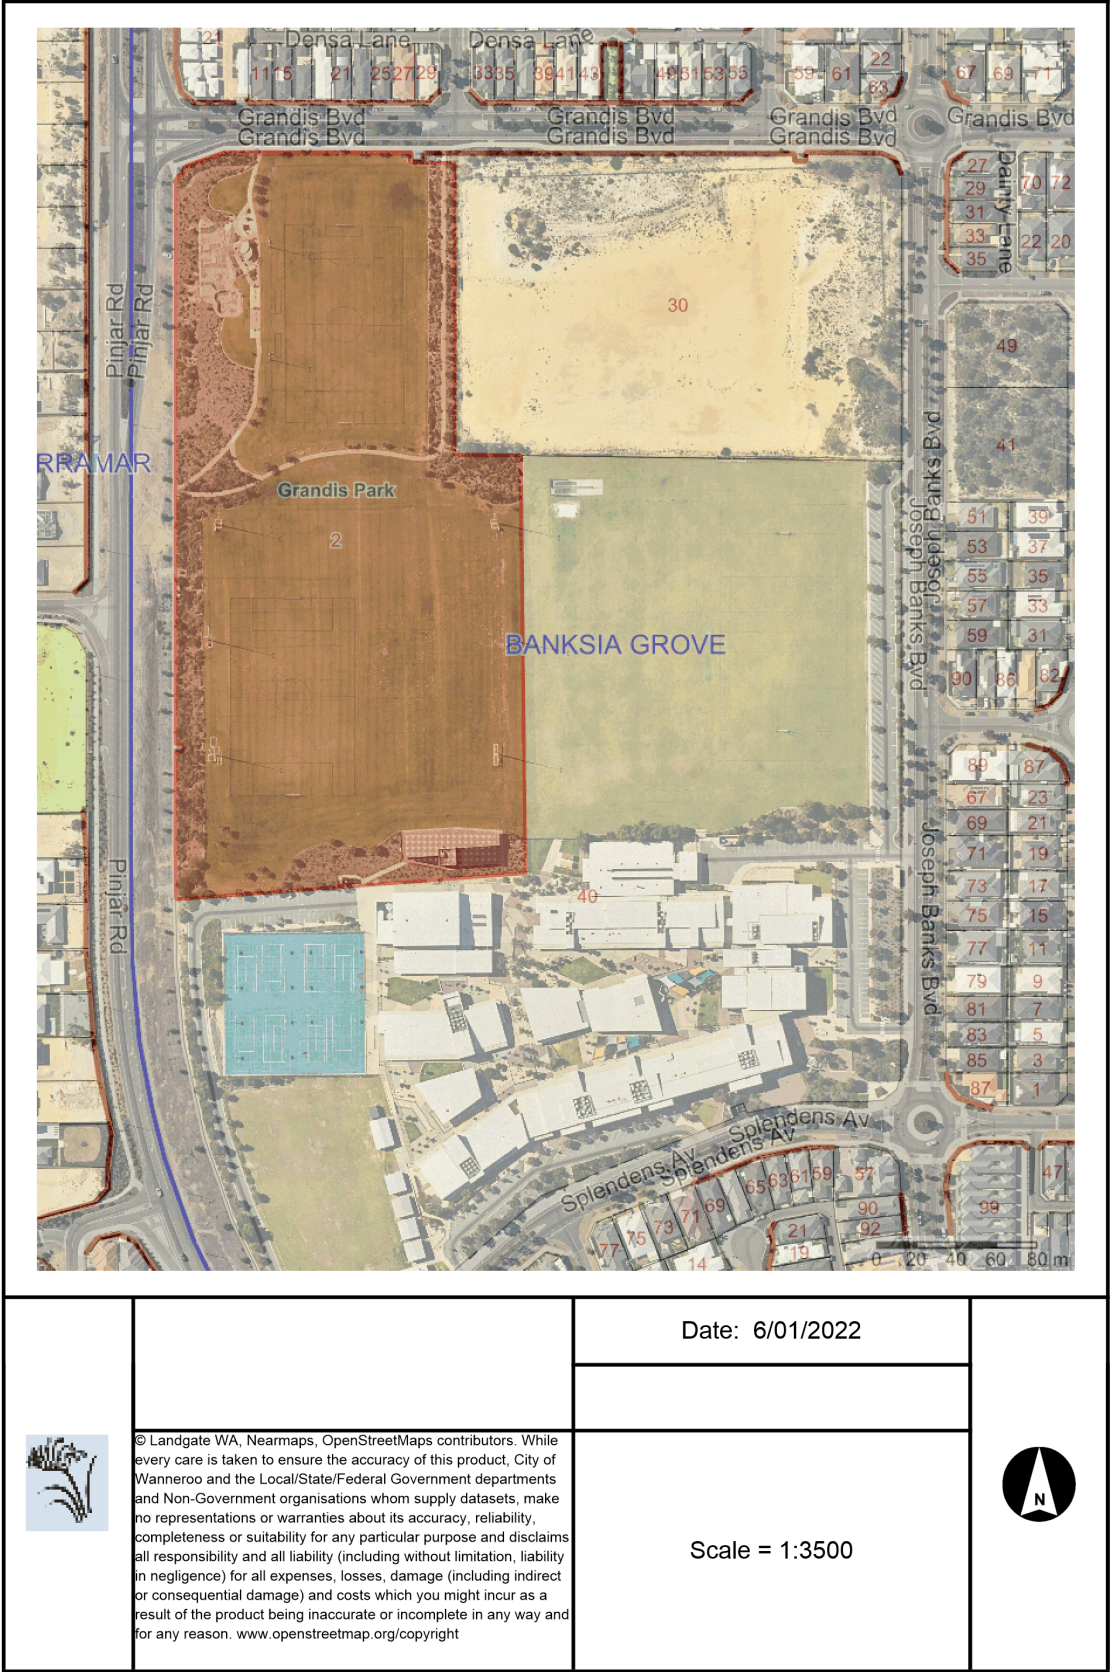 Densa Lane Densa Lane
21 11 15 21 25 27 29 33 35 39 41 43 49 51 53 55 59 61 22 63 67 69 71
Grandis Bvd Grandis Bvd Grandis Bvd Grandis Bvd
Grandis Bvd Grandis Bvd Grandis Bvd
27
29
31
33
35
Dainty Lane
70 72
22 20
Pinjar Rd
Pinjar Rd
30
49
41
RRAMAR
Grandis Park
2
Joseph Banks Bvd
Joseph Banks Bvd
51 39
53 37
55 35
57 33
59 31
BANKSIA GROVE
90 86 82
89 87
67 23
69 21
71 19
73 17
75 15
77 11
79 9
81 7
83 5
85 3
87 1
Pinjar Rd
Joseph Banks Bvd
40
Splendens Av
Splendens Av
Splendens Av
77 75 73 71 69 65 63 61 59 57
90
92
21
19
14
99
47
0 20 40 60 80 m
Date: 6/01/2022
© Landgate WA, Nearmaps, OpenStreetMaps contributors. While
every care is taken to ensure the accuracy of this product, City of
Wanneroo and the Local/State/Federal Government departments
and Non-Government organisations whom supply datasets, make
no representations or warranties about its accuracy, reliability,
completeness or suitability for any particular purpose and disclaims
all responsibility and all liability (including without limitation, liability
in negligence) for all expenses, losses, damage (including indirect
or consequential damage) and costs which you might incur as a
result of the product being inaccurate or incomplete in any way and
for any reason. www.openstreetmap.org/copyright
Scale = 1:3500
N